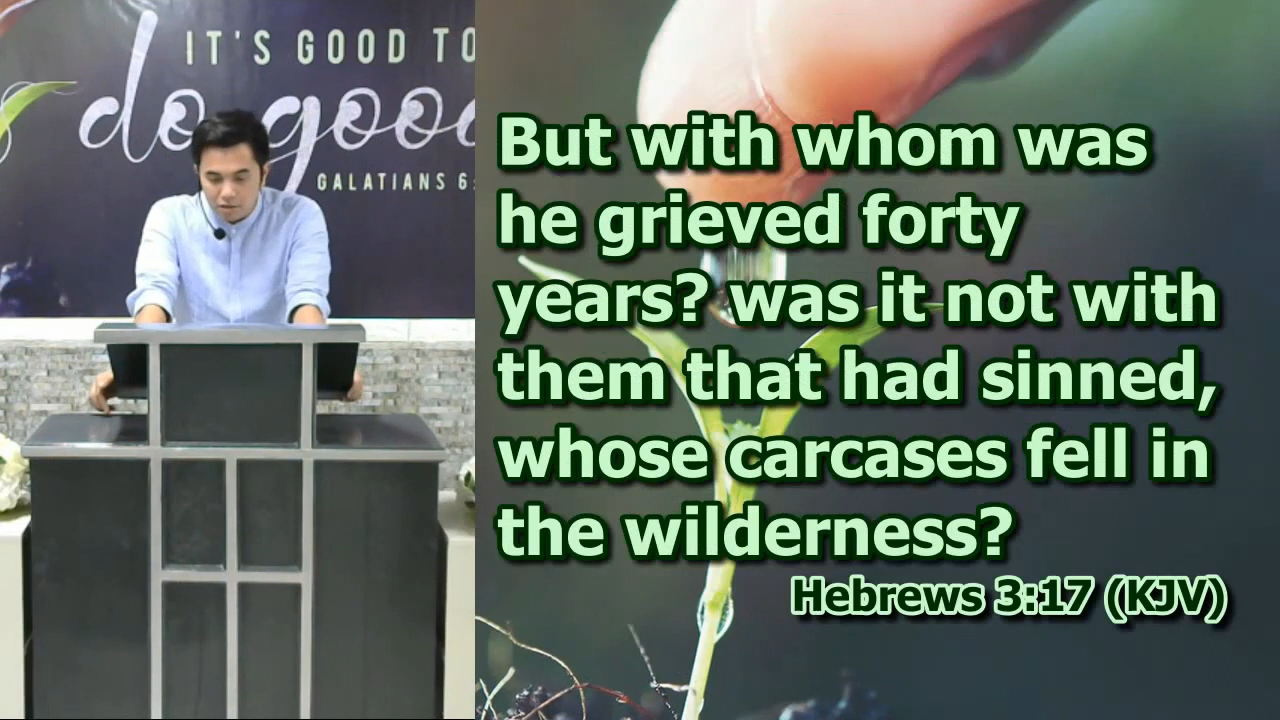 IT'S GOOD TO
do good
GALATIANS 6:
But with whom was
he grieved forty
years? was it not with
them that had sinned,
whose carcases fell in
the wilderness?
Hebrews 3:17 (KJV)